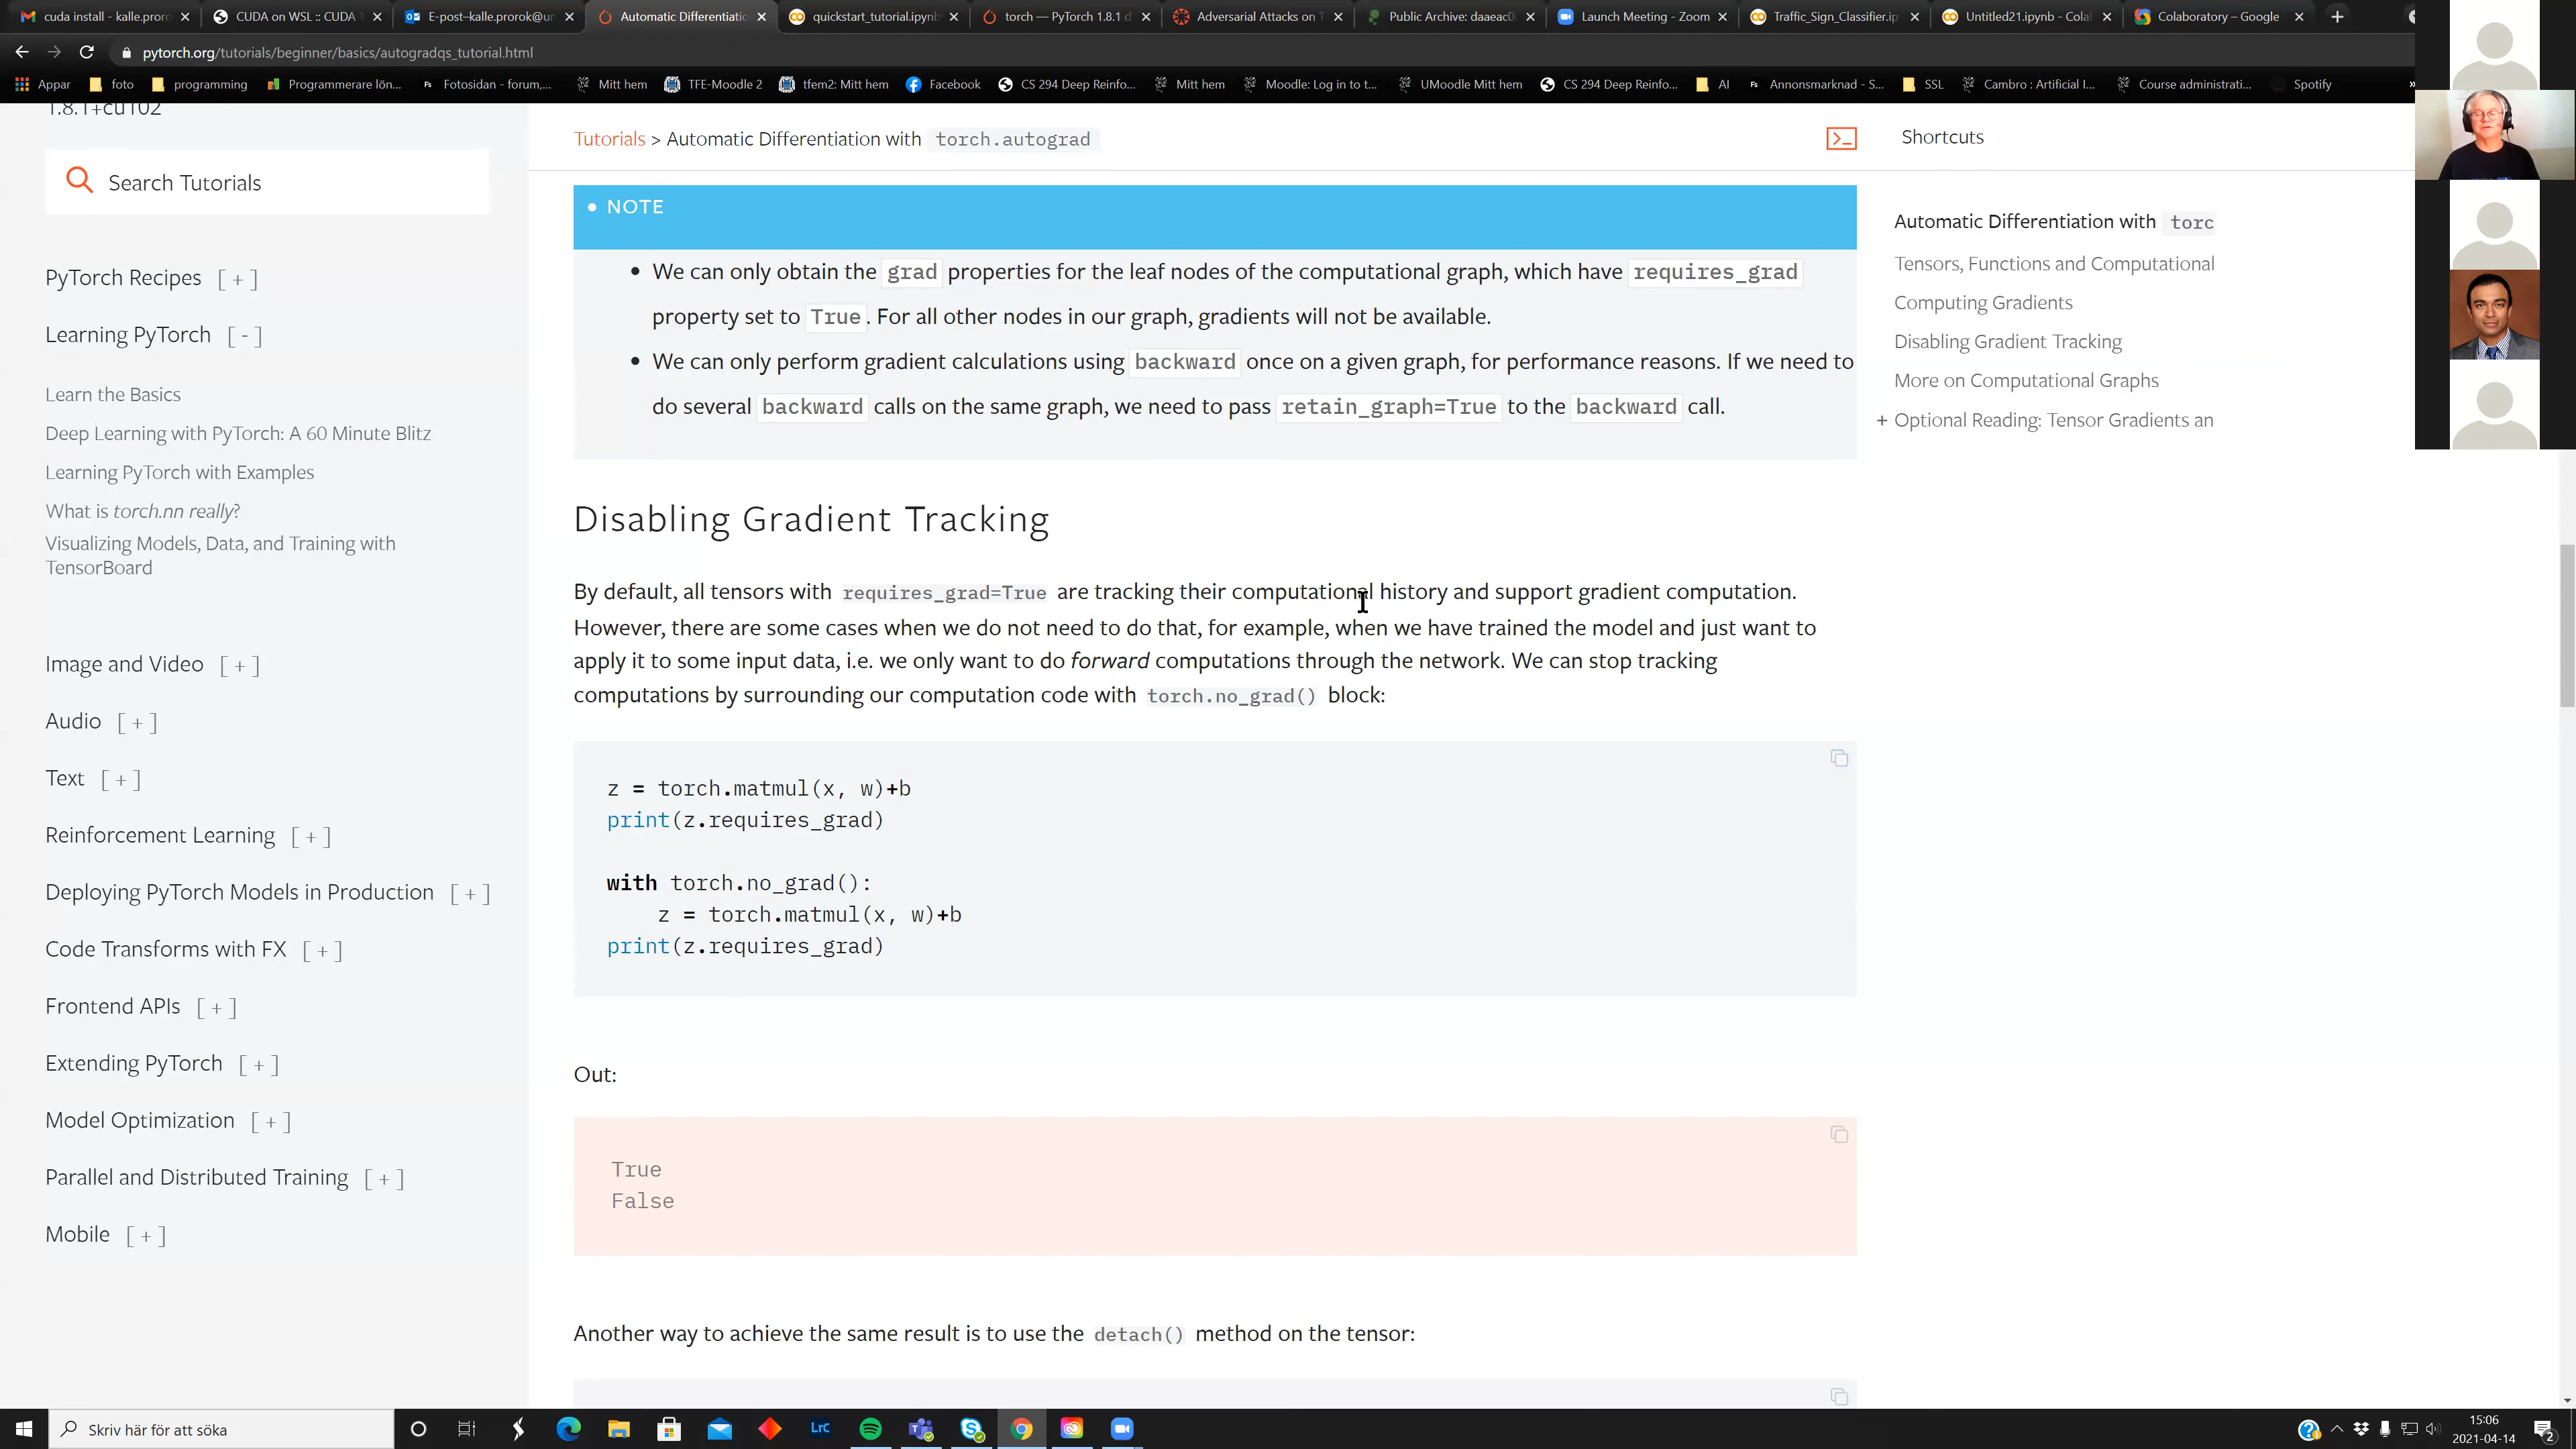 cuda install - kalle.proro
CUDA on WSL :: CUDA T
E-post–kalle.prorok@un
Automatic Differentiatio
quickstart_tutorial.ipynb
torch — PyTorch 1.8.1 d
Adversarial Attacks on T
Public Archive: daaeac0
Launch Meeting - Zoom
Traffic_Sign_Classifier.ip
Untitled21.ipynb - Cola
Colaboratory – Google
pytorch.org/tutorials/beginner/basics/autogradqs_tutorial.html
Appar
foto
programming
Programmerare lön...
Fs Fotosidan - forum,...
Mitt hem
TFE-Moodle 2
tfem2: Mitt hem
Facebook
CS 294 Deep Reinfo...
Mitt hem
Moodle: Log in to t...
UMoodle Mitt hem
CS 294 Deep Reinfo...
AI
Fs Annonsmarknad - S...
SSL
Cambro : Artificial I...
Course administrati...
Spotify
»
1.8.1+cu102
Search Tutorials
PyTorch Recipes [ + ]
Learning PyTorch [ - ]
Learn the Basics
Deep Learning with PyTorch: A 60 Minute Blitz
Learning PyTorch with Examples
What is torch.nn really?
Visualizing Models, Data, and Training with
TensorBoard
Image and Video [ + ]
Audio [ + ]
Text [ + ]
Reinforcement Learning [ + ]
Deploying PyTorch Models in Production [ + ]
Code Transforms with FX [ + ]
Frontend APIs [ + ]
Extending PyTorch [ + ]
Model Optimization [ + ]
Parallel and Distributed Training [ + ]
Mobile [ + ]
Tutorials > Automatic Differentiation with torch.autograd
• NOTE
• We can only obtain the grad properties for the leaf nodes of the computational graph, which have requires_grad
property set to True. For all other nodes in our graph, gradients will not be available.
• We can only perform gradient calculations using backward once on a given graph, for performance reasons. If we need to
do several backward calls on the same graph, we need to pass retain_graph=True to the backward call.
Disabling Gradient Tracking
By default, all tensors with requires_grad=True are tracking their computational history and support gradient computation.
However, there are some cases when we do not need to do that, for example, when we have trained the model and just want to
apply it to some input data, i.e. we only want to do forward computations through the network. We can stop tracking
computations by surrounding our computation code with torch.no_grad() block:
z = torch.matmul(x, w)+b
print(z.requires_grad)
with torch.no_grad():
    z = torch.matmul(x, w)+b
print(z.requires_grad)
Out:
True
False
Another way to achieve the same result is to use the detach() method on the tensor:
Shortcuts
Automatic Differentiation with torc
Tensors, Functions and Computational
Computing Gradients
Disabling Gradient Tracking
More on Computational Graphs
+ Optional Reading: Tensor Gradients an
Skriv här för att söka
LrC
15:06
2021-04-14
2